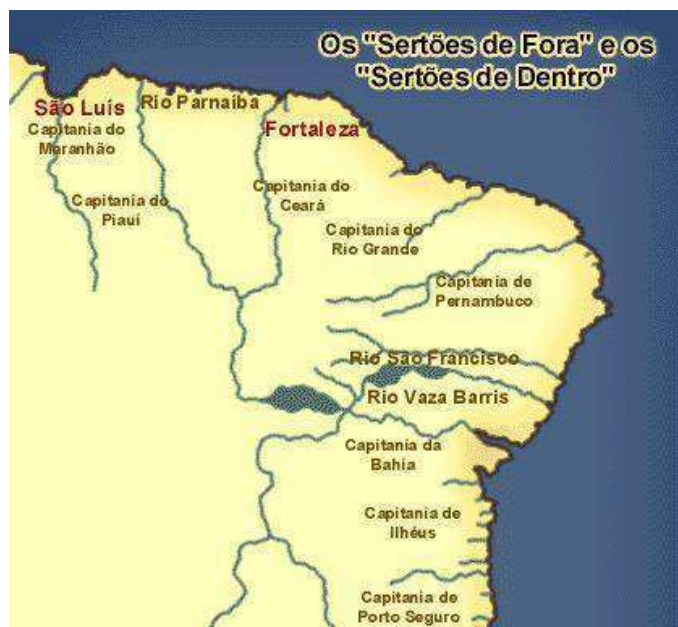 Os "Sertões de Fora" e os
"Sertões de Dentro"
São Luís
Rio Parnaíba
Capitania do
Maranhão
Fortaleza
Capitania do
Piauí
Capitania do
Ceará
Capitania do
Rio Grande
Capitania de
Pernambuco
Rio São Francisco
Rio Vaza Barris
Capitania da
Bahia
Capitania de
Ilhéus
Capitania de
Porto Seguro